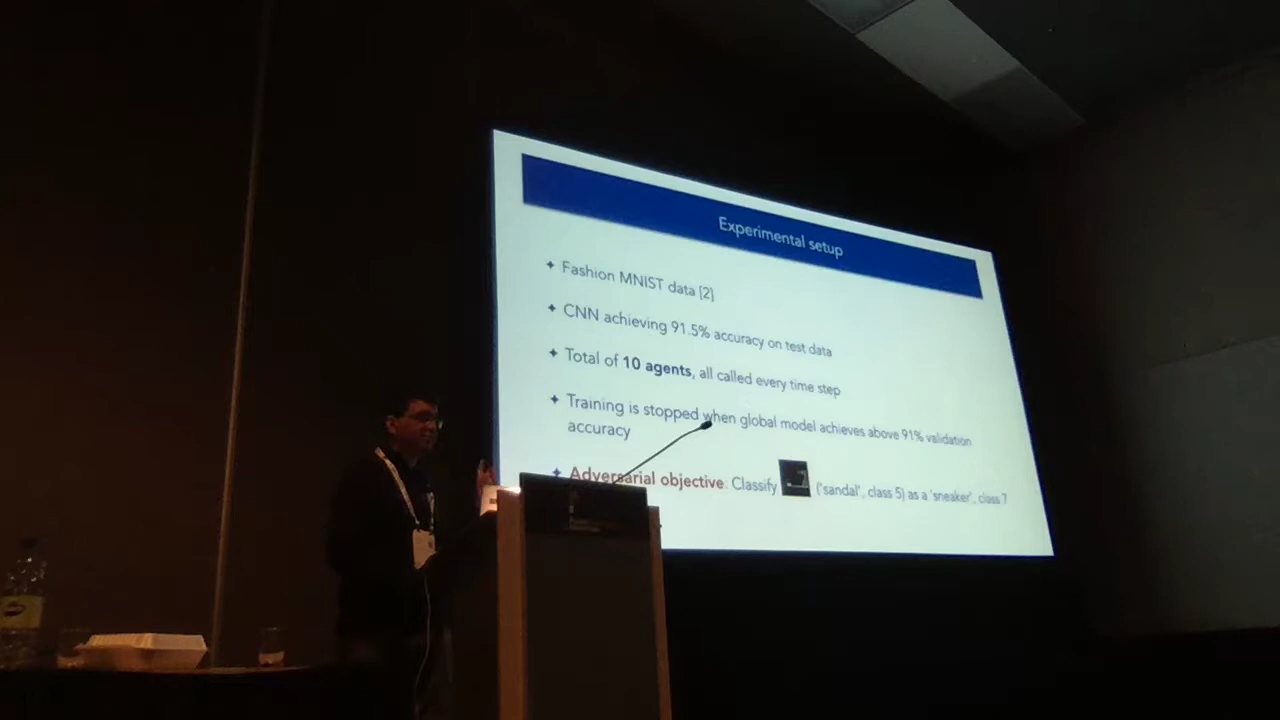 Experimental setup
✦ Fashion MNIST data [2]
✦ CNN achieving 91.5% accuracy on test data
✦ Total of 10 agents, all called every time step
✦ Training is stopped when global model achieves above 91% validation
accuracy
✦ Adversarial objective: Classify ('sandal', class 5) as a 'sneaker', class 7